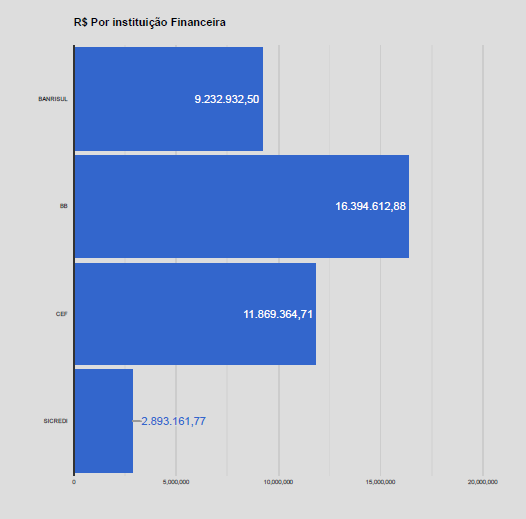 R$ Por instituição Financeira
BANRISUL
9.232.932,50
BB
16.394.612,88
CEF
11.869.364,71
SICREDI
2.893.161,77
0
5,000,000
10,000,000
15,000,000
20,000,000